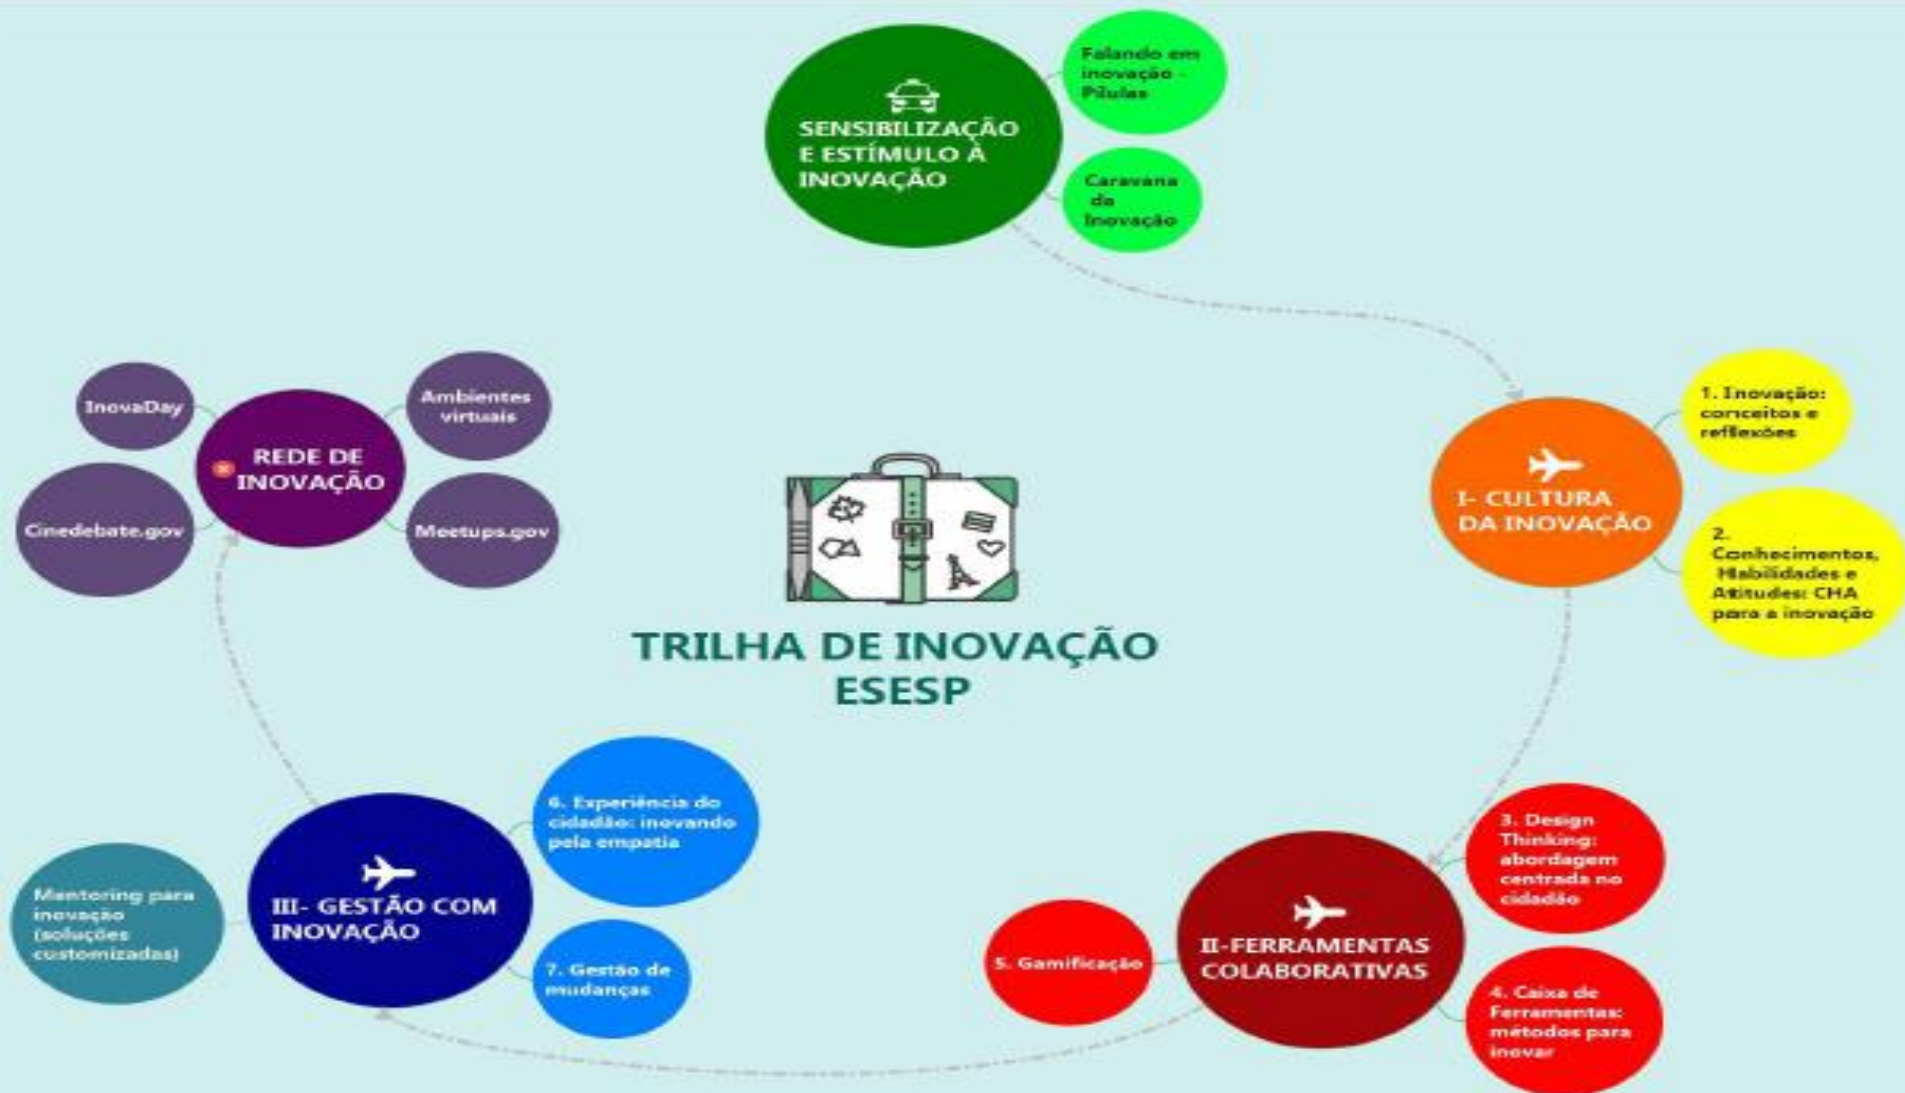 SENSIBILIZAÇÃO
E ESTÍMULO À
INOVAÇÃO
Falando em
inovação -
Pílulas
Caravana
da
Inovação
I- CULTURA
DA INOVAÇÃO
1. Inovação:
conceitos e
reflexões
2.
Conhecimentos,
Habilidades e
Atitudes: CHA
para a inovação
TRILHA DE INOVAÇÃO
ESESP
II-FERRAMENTAS
COLABORATIVAS
3. Design
Thinking:
abordagem
centrada no
cidadão
4. Caixa de
Ferramentas:
métodos para
inovar
5. Gamificação
III- GESTÃO COM
INOVAÇÃO
6. Experiência do
cidadão: inovando
pela empatia
7. Gestão de
mudanças
Mentoring para
inovação
(soluções
customizadas)
REDE DE
INOVAÇÃO
InovaDay
Ambientes
virtuais
Cinedebate.gov
Meetups.gov